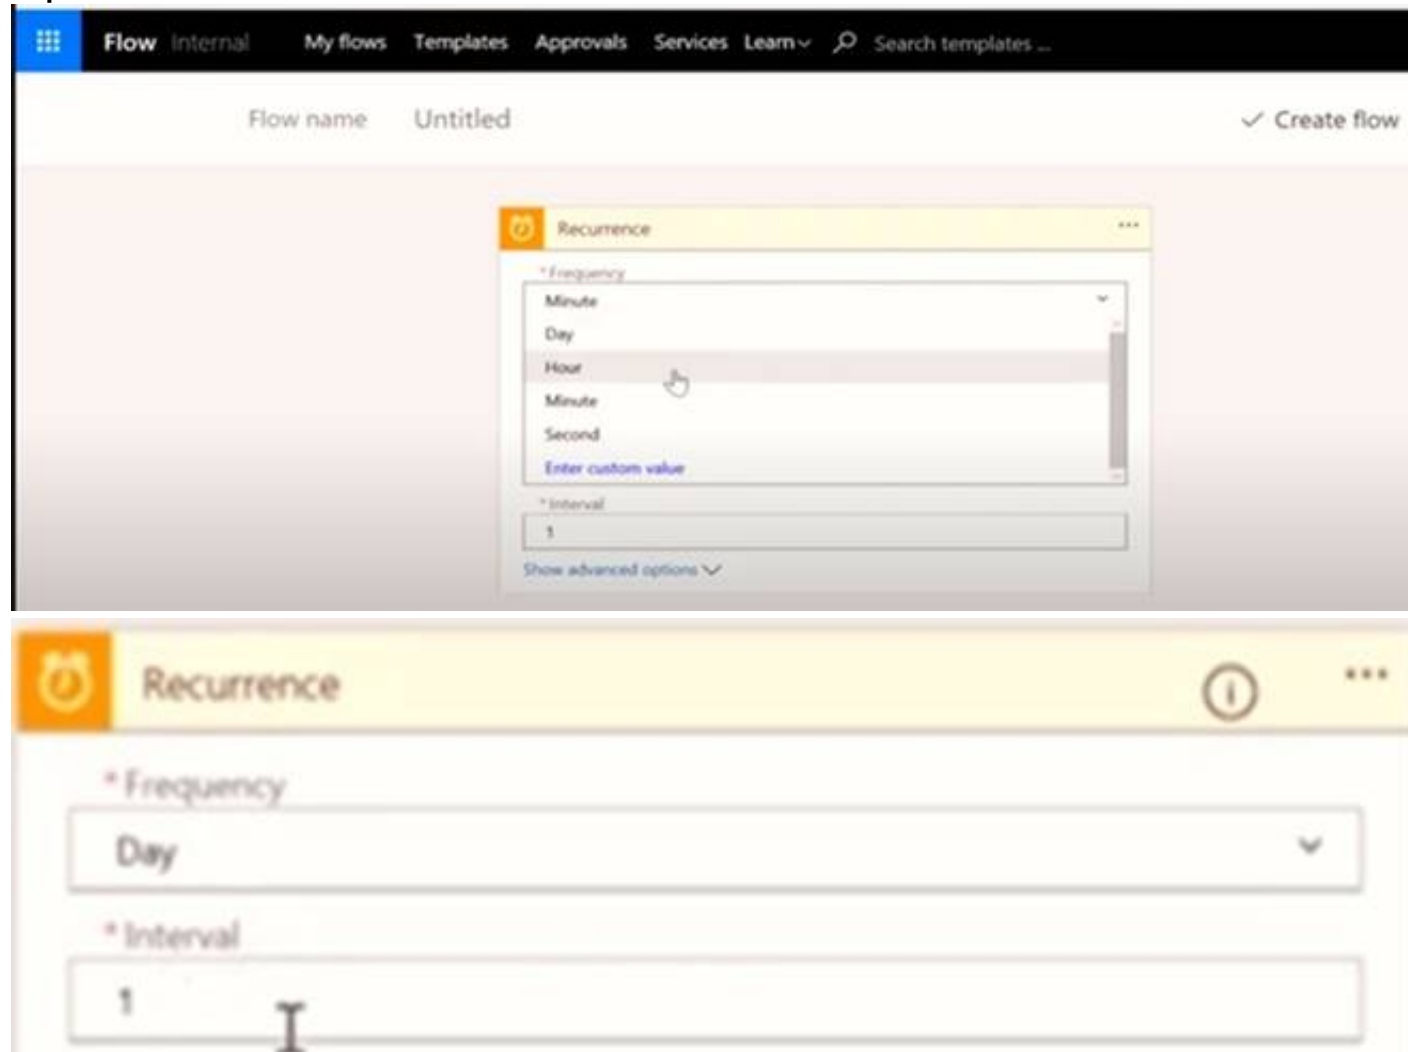 Flow Internal My flows Templates Approvals Services Learn Search templates ...
Flow name Untitled Create flow
Recurrence ...
* Frequency
Minute
Day
Hour
Minute
Second
Enter custom value
* Interval
1
Show advanced options
Recurrence i ...
* Frequency
Day
* Interval
1